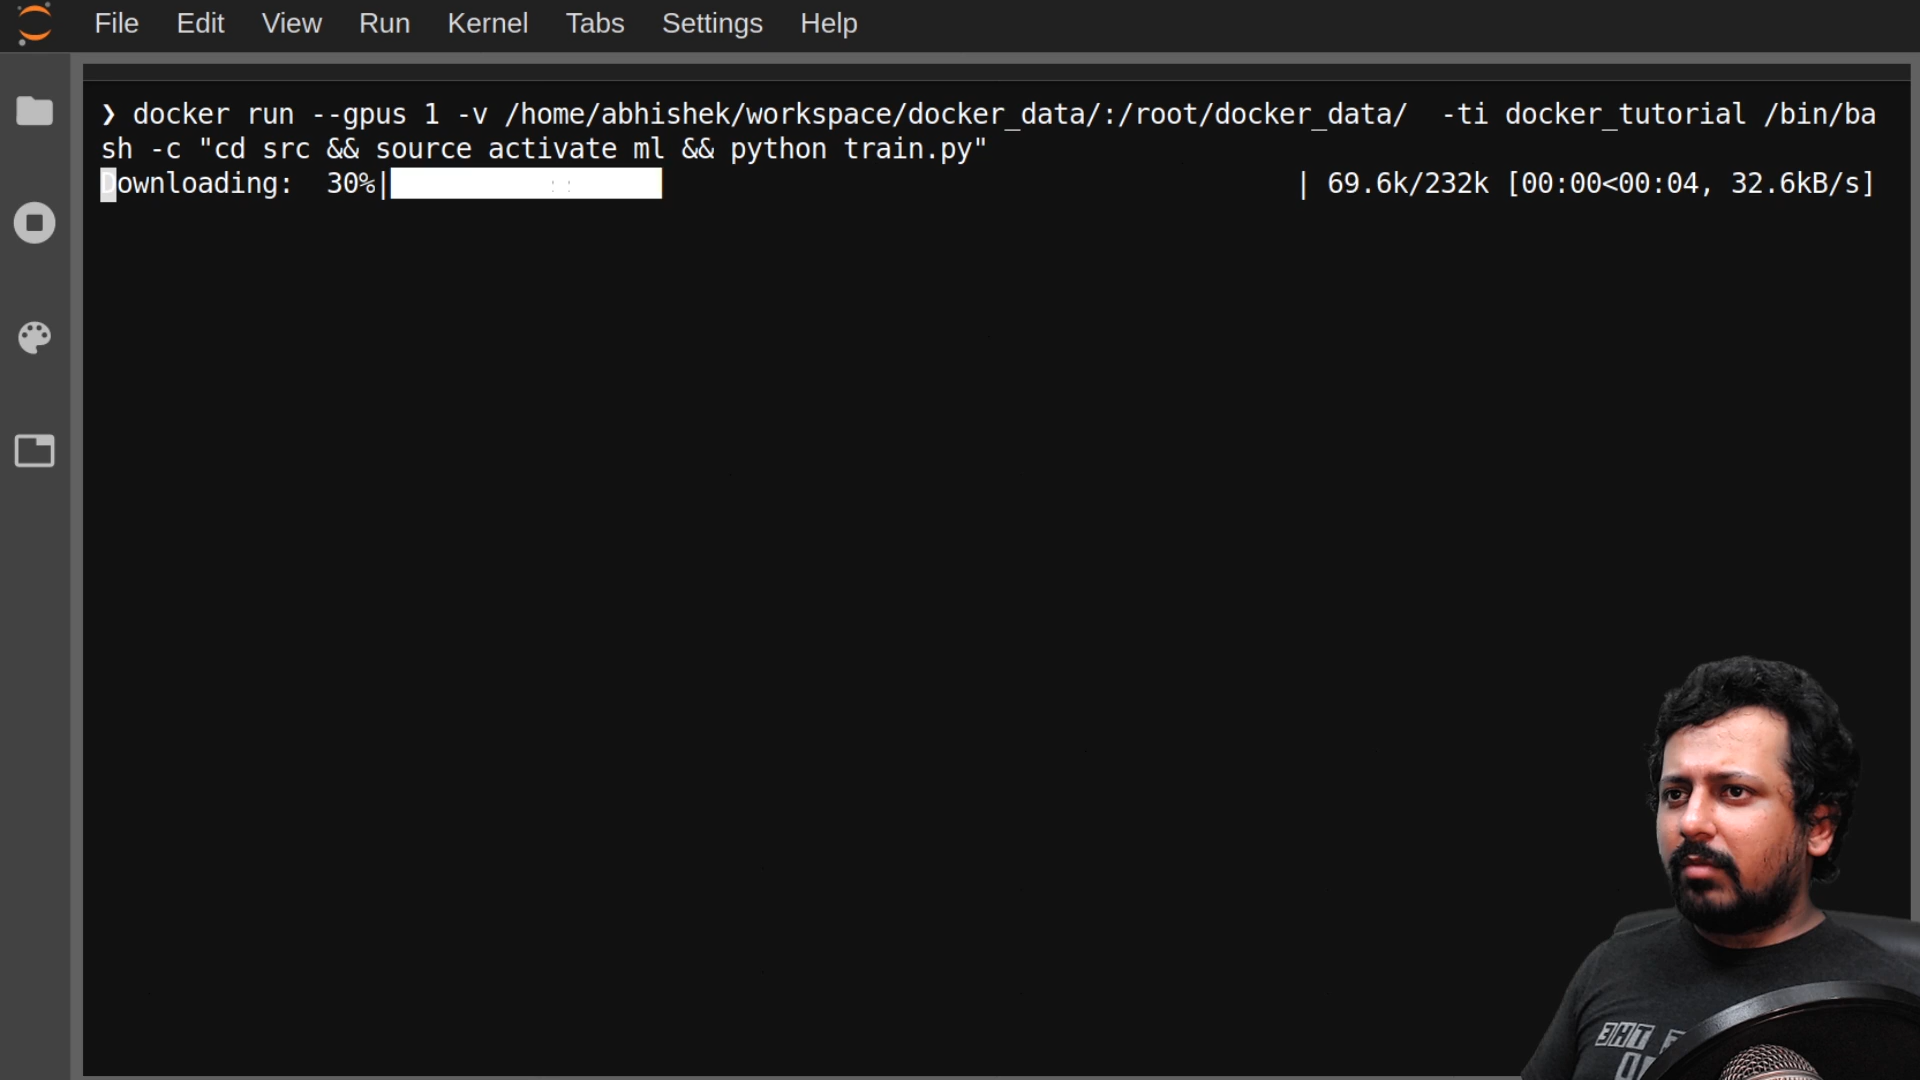 File Edit View Run Kernel Tabs Settings Help
❯ docker run --gpus 1 -v /home/abhishek/workspace/docker_data/:/root/docker_data/  -ti docker_tutorial /bin/ba
sh -c "cd src && source activate ml && python train.py"
Downloading:  30%| | 69.6k/232k [00:00<00:04, 32.6kB/s]